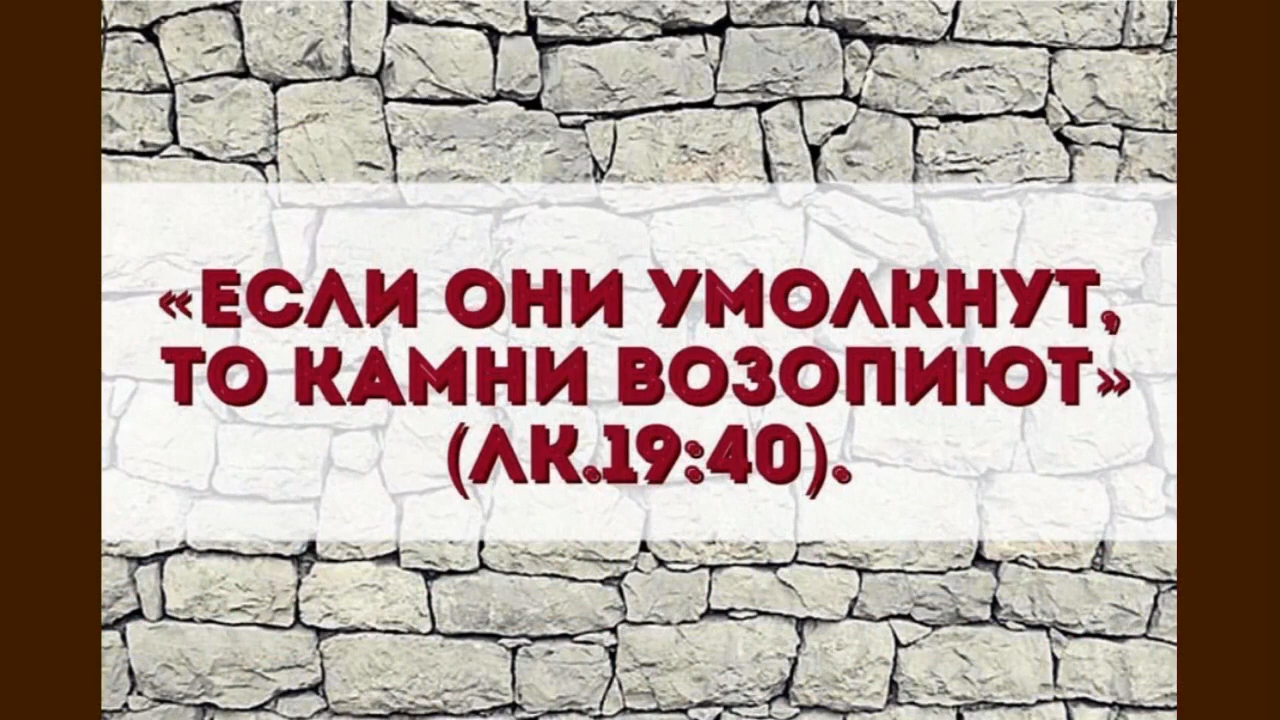 «ЕСЛИ ОНИ УМОЛКНУТ,
ТО КАМНИ ВОЗОПИЮТ»
(ЛК.19:40).